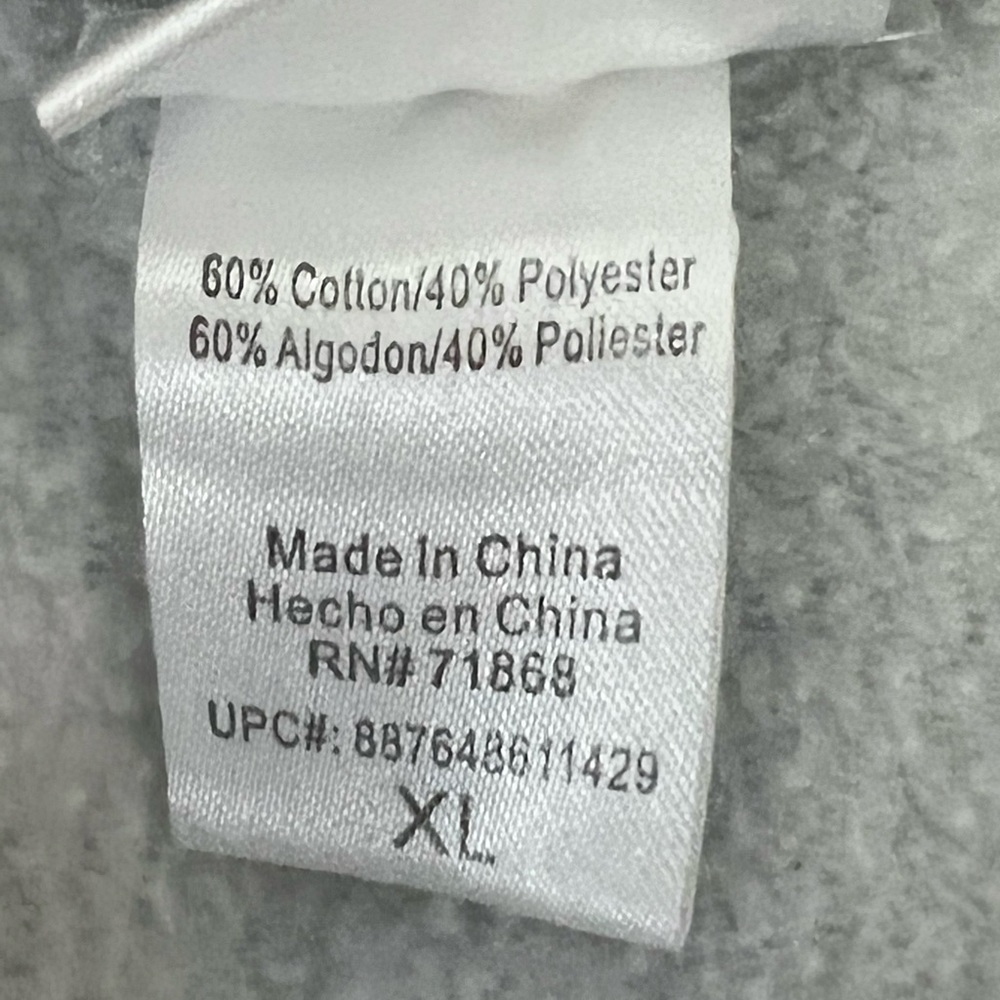 60% Cotton/40% Polyester
60% Algodon/40% Poliester
Made In China
Hecho en China
RN# 71868
UPC#: 887648611429
XL